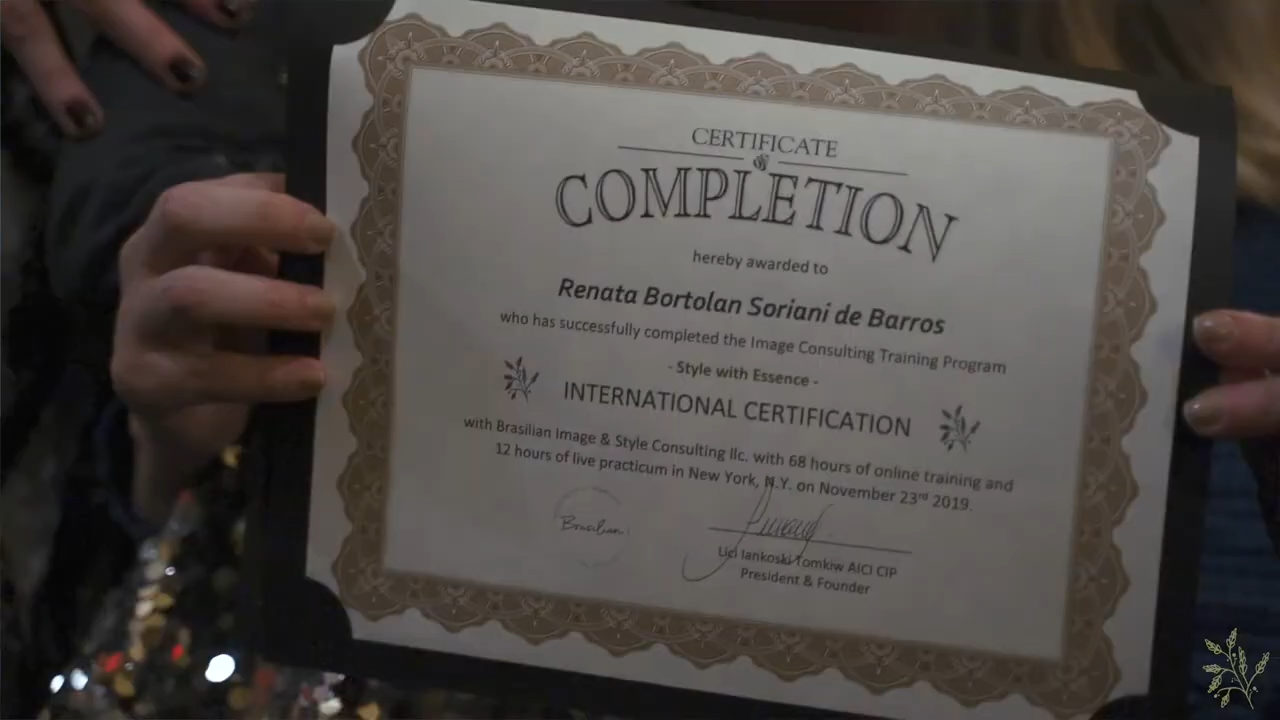 CERTIFICATE
of
COMPLETION
hereby awarded to
Renata Bortolan Soriani de Barros
who has successfully completed the Image Consulting Training Program
- Style with Essence -
INTERNATIONAL CERTIFICATION
with Brasilian Image & Style Consulting llc. with 68 hours of online training and
12 hours of live practicum in New York, N.Y. on November 23rd 2019.
Brasilian
Lici Iankoski Tomkiw AICI CIP
President & Founder